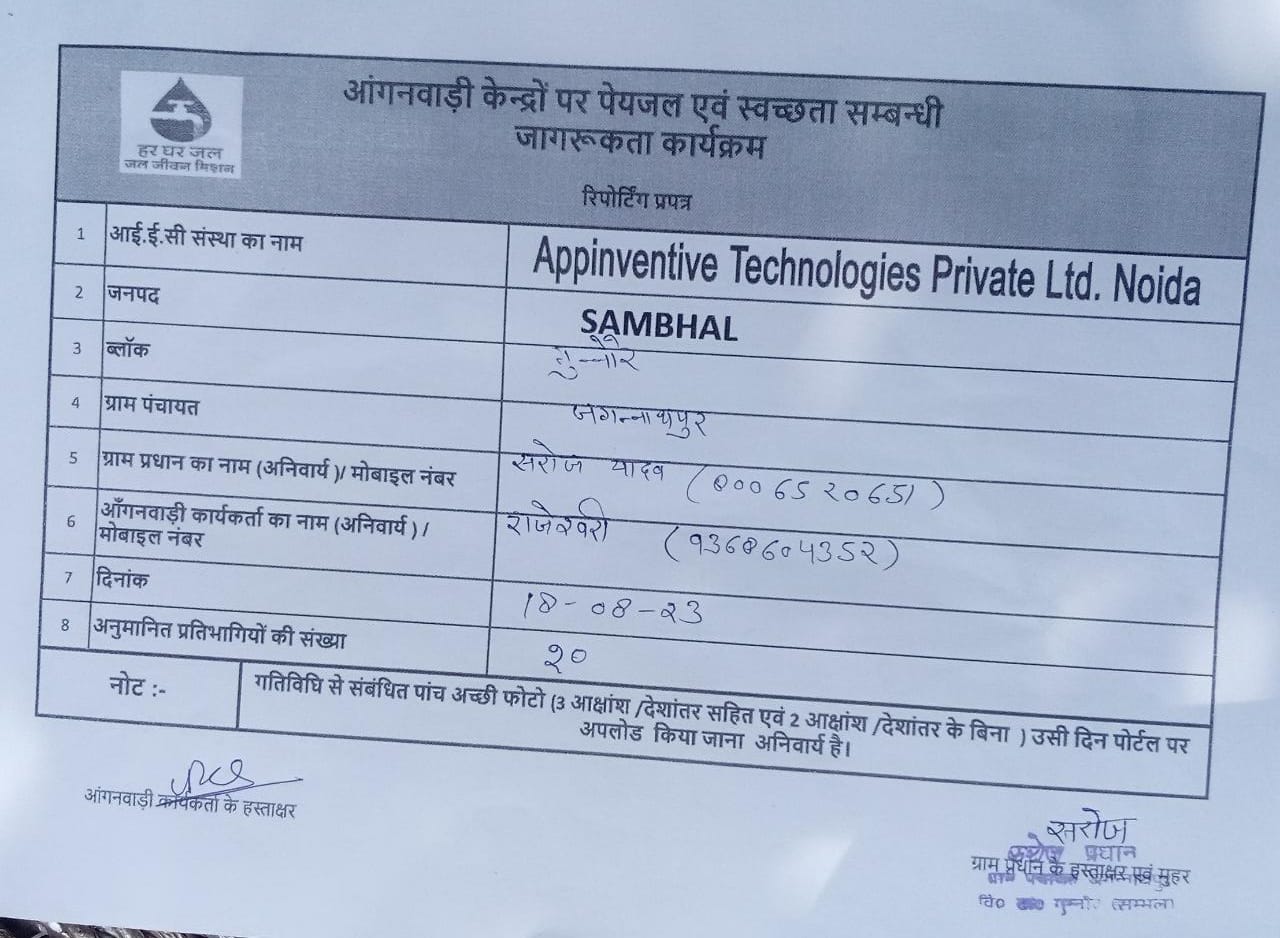 हर घर जल
जल जीवन मिशन
आंगनवाड़ी केन्द्रों पर पेयजल एवं स्वच्छता सम्बन्धी
जागरूकता कार्यक्रम
रिपोर्टिंग प्रपत्र
1 आई.ई.सी संस्था का नाम Appinventive Technologies Private Ltd. Noida
2 जनपद SAMBHAL
3 ब्लॉक
4 ग्राम पंचायत जगन्नाथपुर
5 ग्राम प्रधान का नाम (अनिवार्य )/ मोबाइल नंबर सरोज यादव
6 आँगनवाड़ी कार्यकर्ता का नाम (अनिवार्य ) /
मोबाइल नंबर राजेश्वरी (9368604352)
7 दिनांक 18-08-23
8 अनुमानित प्रतिभागियों की संख्या २०
नोट :- गतिविधि से संबंधित पांच अच्छी फोटो (3 आक्षांश /देशांतर सहित एवं 2 आक्षांश /देशांतर के बिना ) उसी दिन पोर्टल पर
अपलोड किया जाना अनिवार्य है।
आंगनवाड़ी कार्यकर्ता के हस्ताक्षर
सरोज
प्रधान
ग्राम प्रधान के हस्ताक्षर एवं मुहर